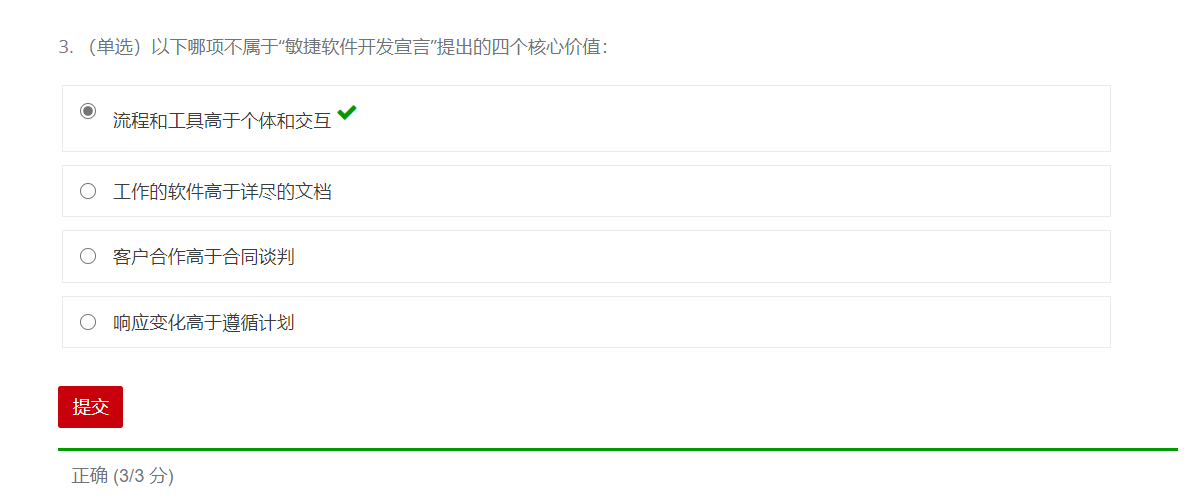 3. （单选）以下哪项不属于“敏捷软件开发宣言”提出的四个核心价值：
流程和工具高于个体和交互
工作的软件高于详尽的文档
客户合作高于合同谈判
响应变化高于遵循计划
提交
正确 (3/3 分)